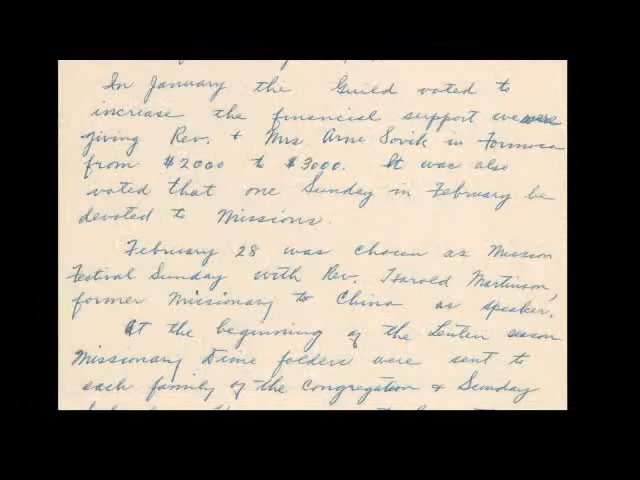 In January the Guild voted to
increase the financial support we were
giving Rev. & Mrs Arne Sovik in Formosa
from $2000 to $3000. It was also
voted that one Sunday in February be
devoted to Missions.
February 28 was chosen as Mission
Festival Sunday with Rev. Harold Martinson,
former Missionary to China as speaker.
At the beginning of the Lenten season
Missionary Dime folders were sent to
each family of the congregation & Sunday